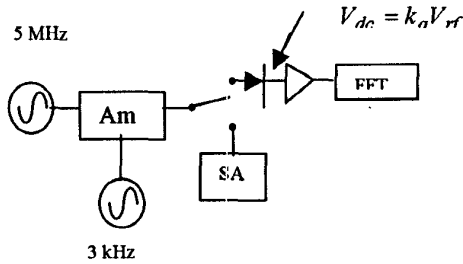 V_dc = k_a V_rf
5 MHz
Am
FFT
SA
3 kHz